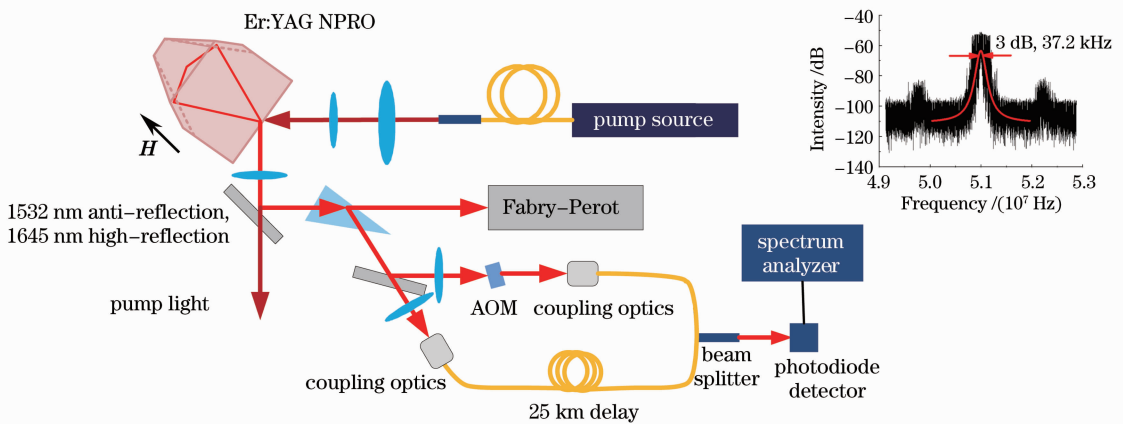 Er:YAG NPRO
H
pump source
1532 nm anti-reflection,
1645 nm high-reflection
pump light
Fabry-Perot
AOM
coupling optics
coupling optics
25 km delay
beam
splitter
photodiode
detector
spectrum
analyzer
Intensity /dB
-40
-60
-80
-100
-120
-140
3 dB, 37.2 kHz
4.9
5.0
5.1
5.2
5.3
Frequency /(10⁷ Hz)